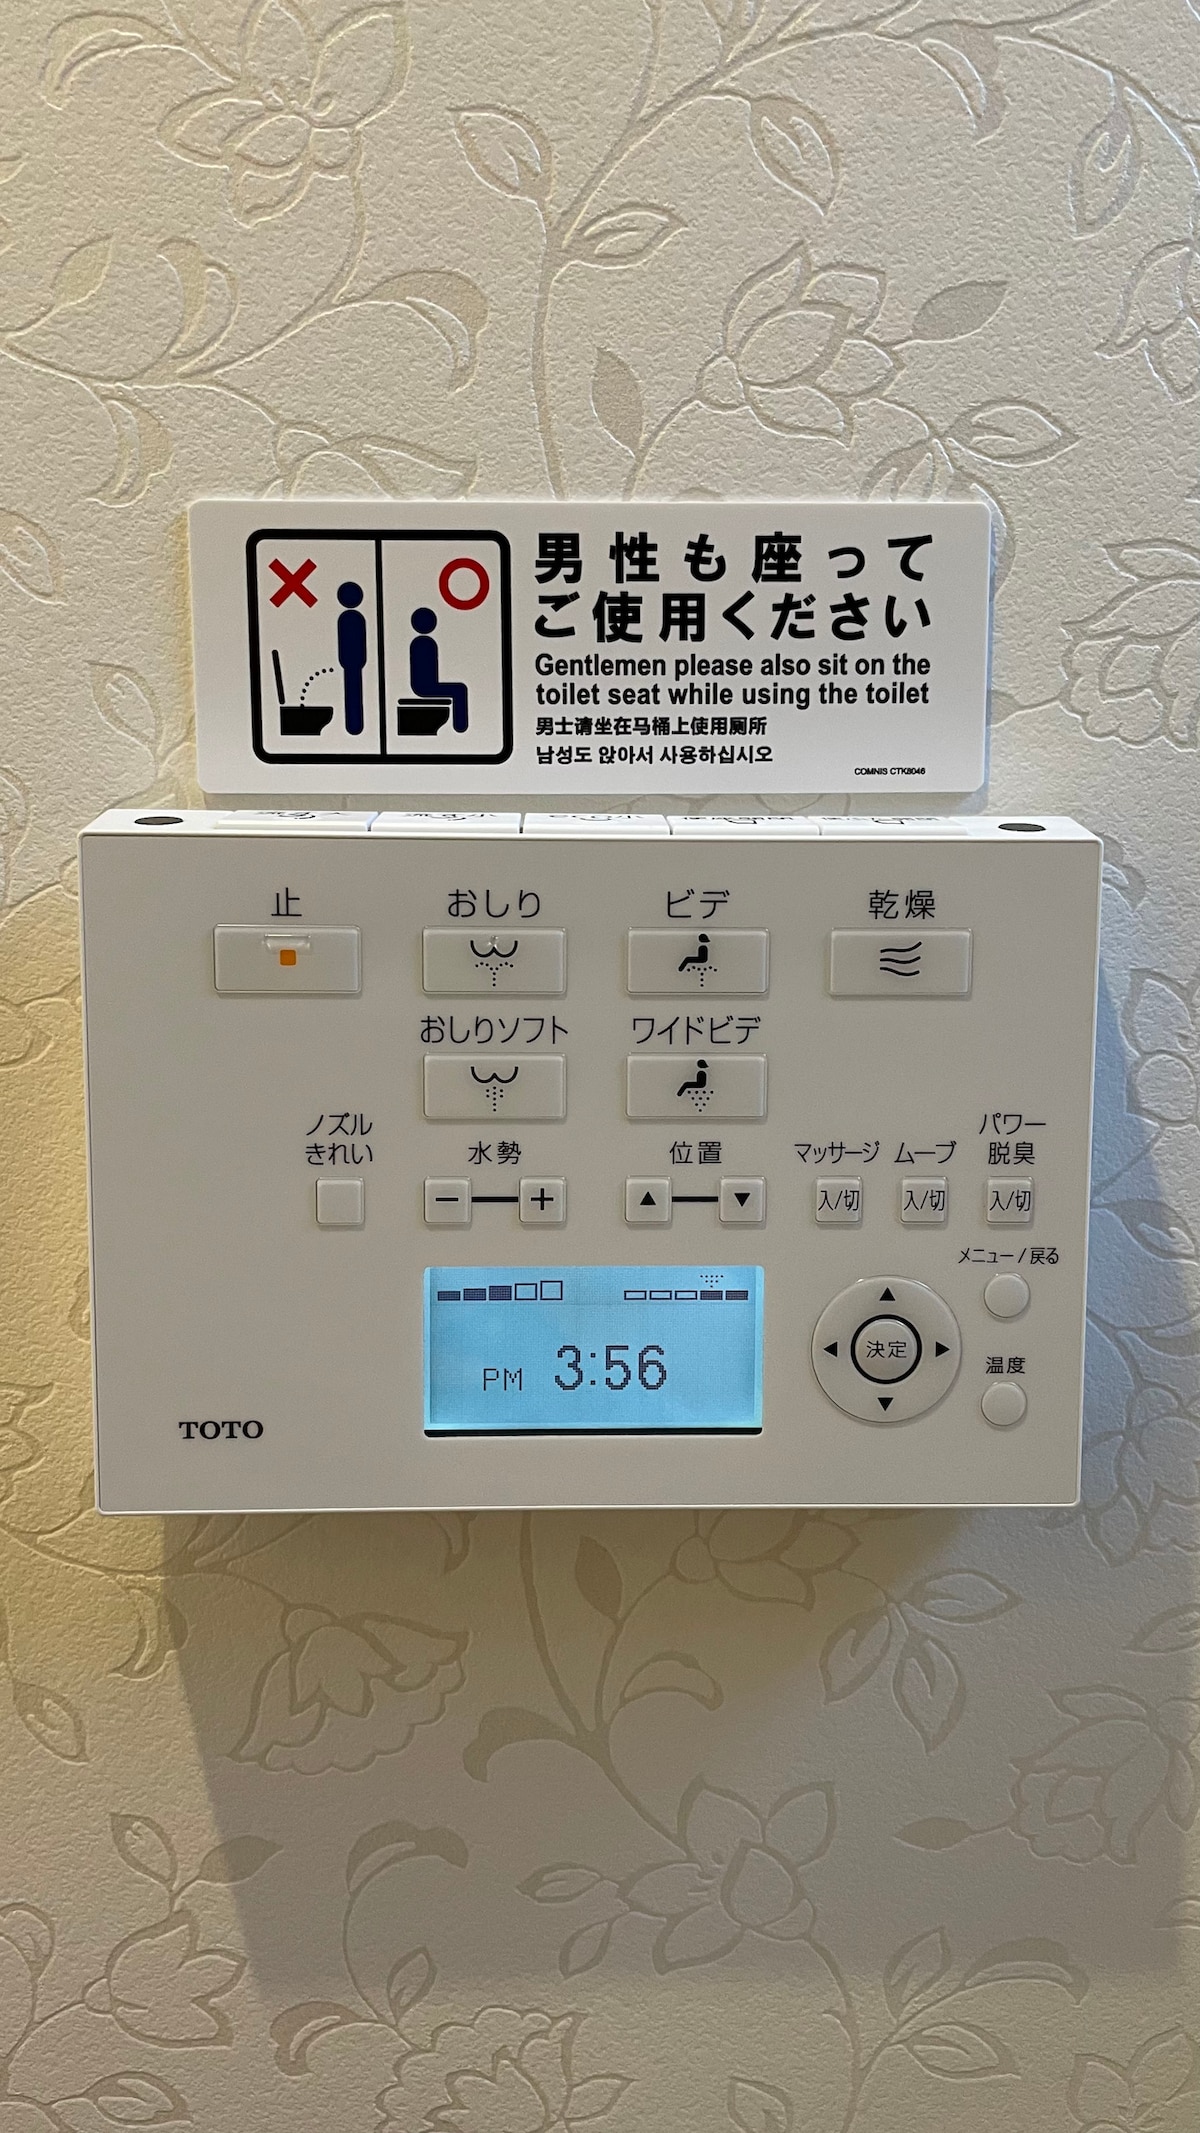 男性も座って
ご使用ください
Gentlemen please also sit on the
toilet seat while using the toilet
男士请坐在马桶上使用厕所
남성도 앉아서 사용하십시오
COMNIS CTK8046
止
おしり
ビデ
乾燥
おしりソフト
ワイドビデ
ノズル
きれい
水勢
位置
マッサージ
ムーブ
パワー
脱臭
入/切
入/切
入/切
メニュー/戻る
決定
温度
PM 3:56
TOTO